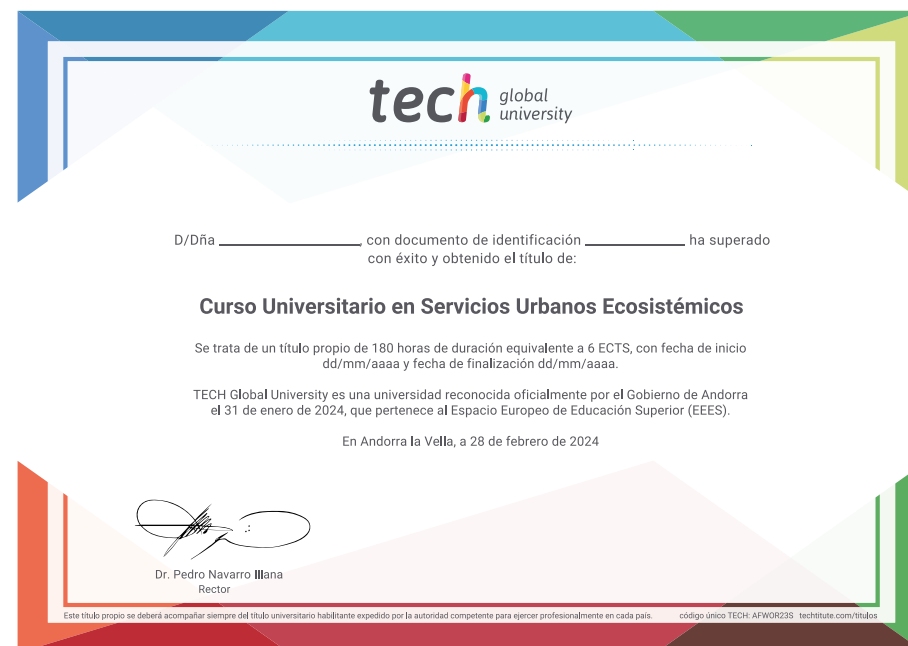 tech global university
D/Dña ____________________, con documento de identificación ______________ ha superado
con éxito y obtenido el título de:
Curso Universitario en Servicios Urbanos Ecosistémicos
Se trata de un título propio de 180 horas de duración equivalente a 6 ECTS, con fecha de inicio
dd/mm/aaaa y fecha de finalización dd/mm/aaaa.
TECH Global University es una universidad reconocida oficialmente por el Gobierno de Andorra
el 31 de enero de 2024, que pertenece al Espacio Europeo de Educación Superior (EEES).
En Andorra la Vella, a 28 de febrero de 2024
Dr. Pedro Navarro Illana
Rector
Este título propio se deberá acompañar siempre del título universitario habilitante expedido por la autoridad competente para ejercer profesionalmente en cada país. código único TECH: AFWOR23S techtitute.com/titulos